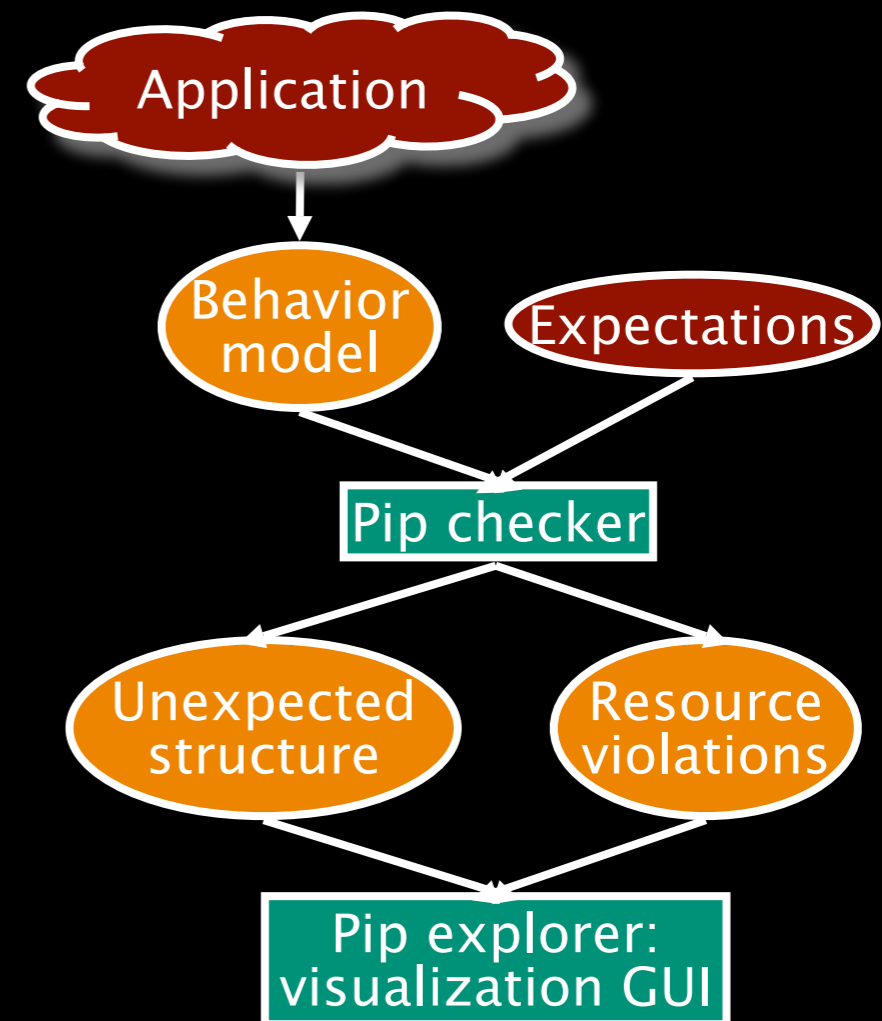 Application
Behavior
model
Expectations
Pip checker
Unexpected
structure
Resource
violations
Pip explorer:
visualization GUI